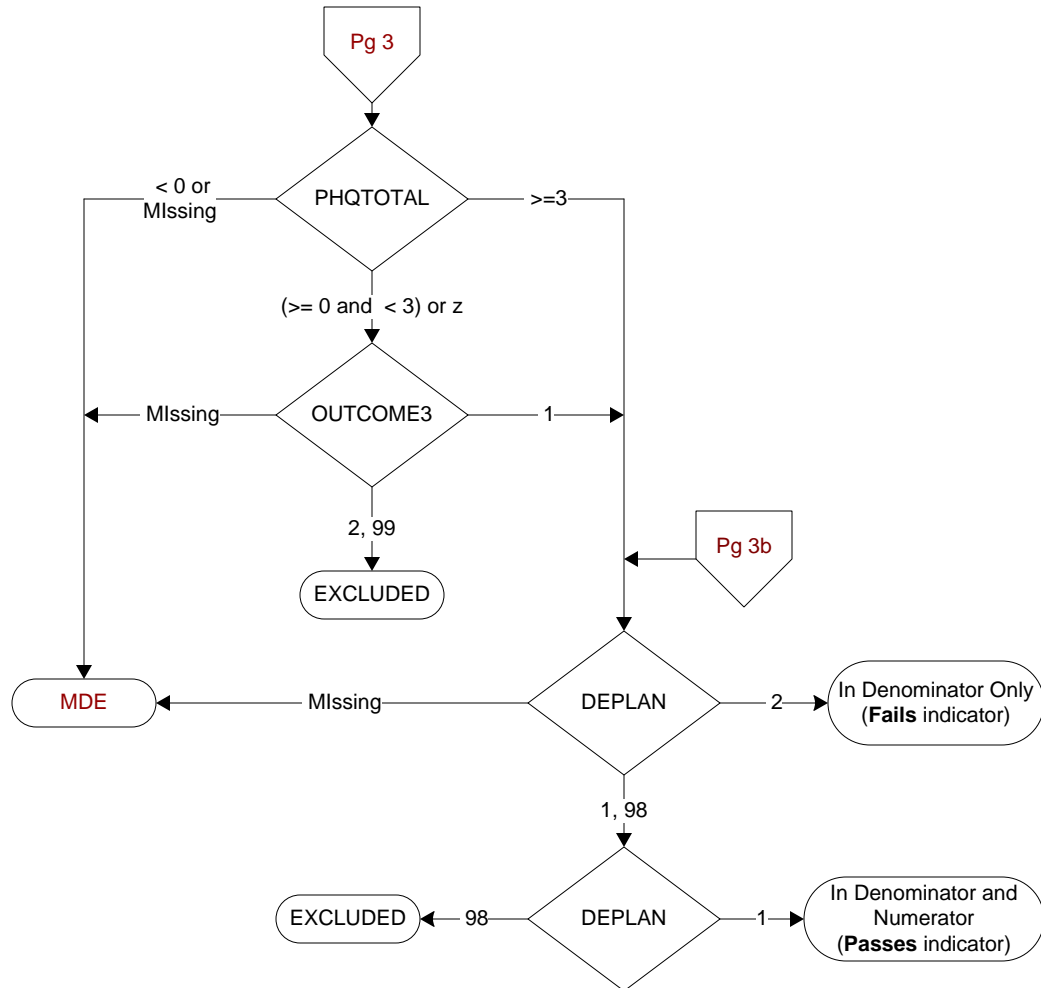 Pg 3
< 0 or
MIssing
PHQTOTAL
>=3
(>= 0 and  < 3) or z
MIssing
OUTCOME3
1
2, 99
Pg 3b
EXCLUDED
MDE
MIssing
DEPLAN
2
In Denominator Only
(Fails indicator)
1, 98
EXCLUDED
98
DEPLAN
1
In Denominator and
Numerator
(Passes indicator)